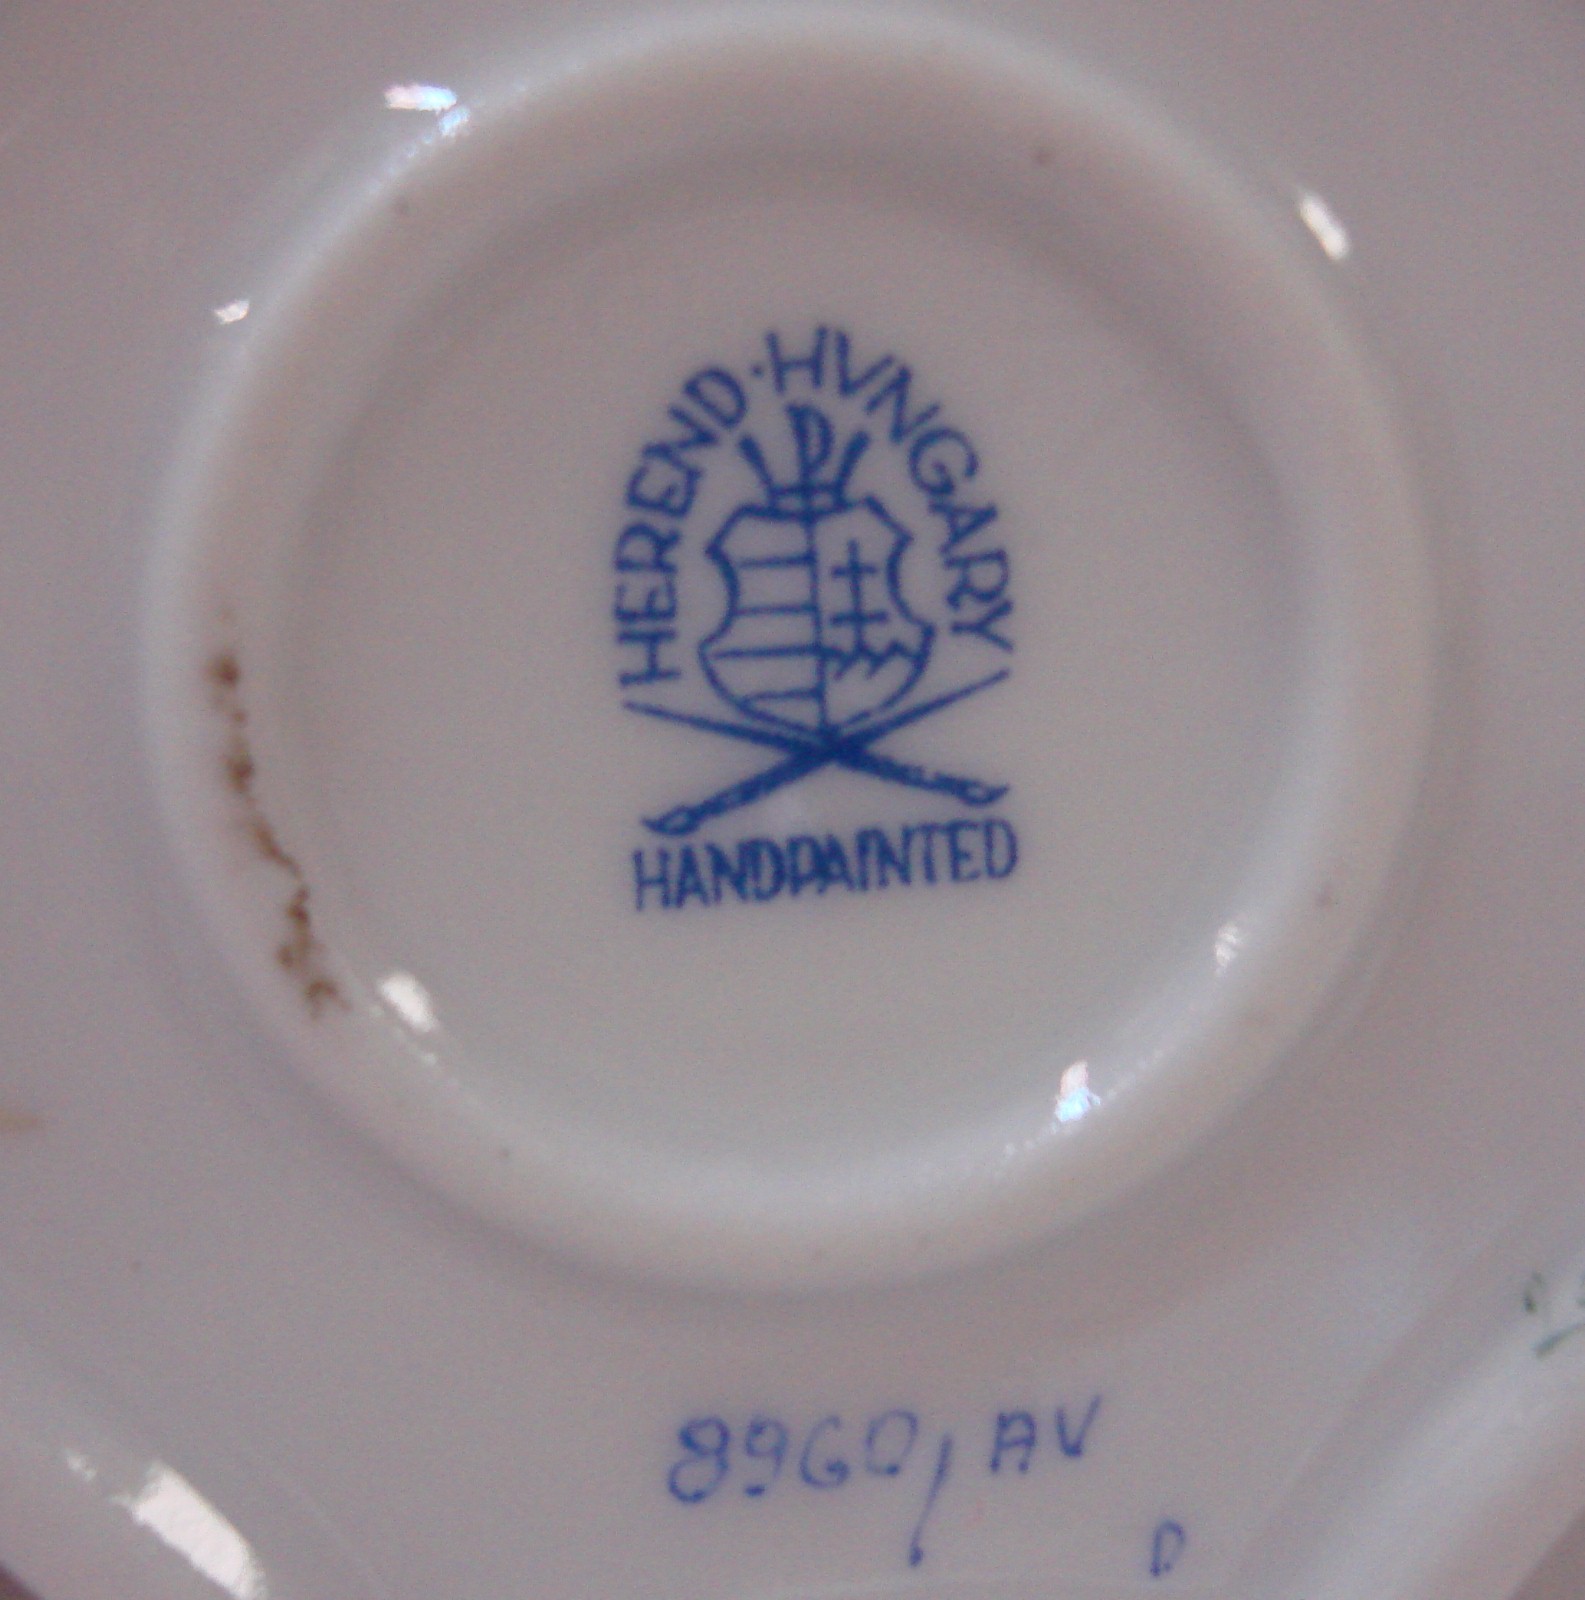 HEREND · HVNGARY
HANDPAINTED
8960/AV
D